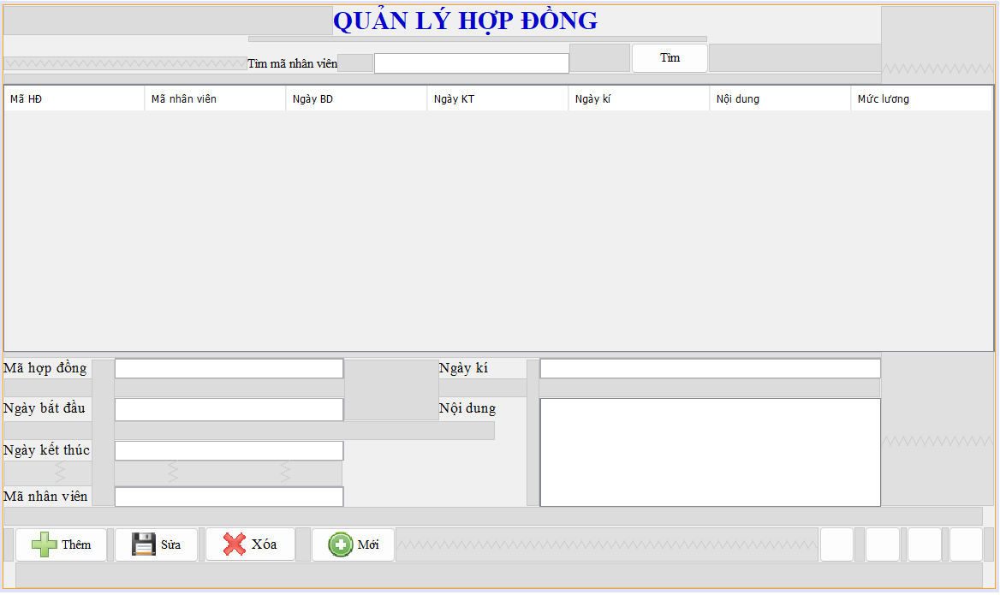 QUẢN LÝ HỢP ĐỒNG
Tìm mã nhân viên Tìm
Mã HĐ Mã nhân viên Ngày BD Ngày KT Ngày kí Nội dung Mức lương
Mã hợp đồng Ngày kí
Ngày bắt đầu Nội dung
Ngày kết thúc
Mã nhân viên
Thêm Sửa Xóa Mới